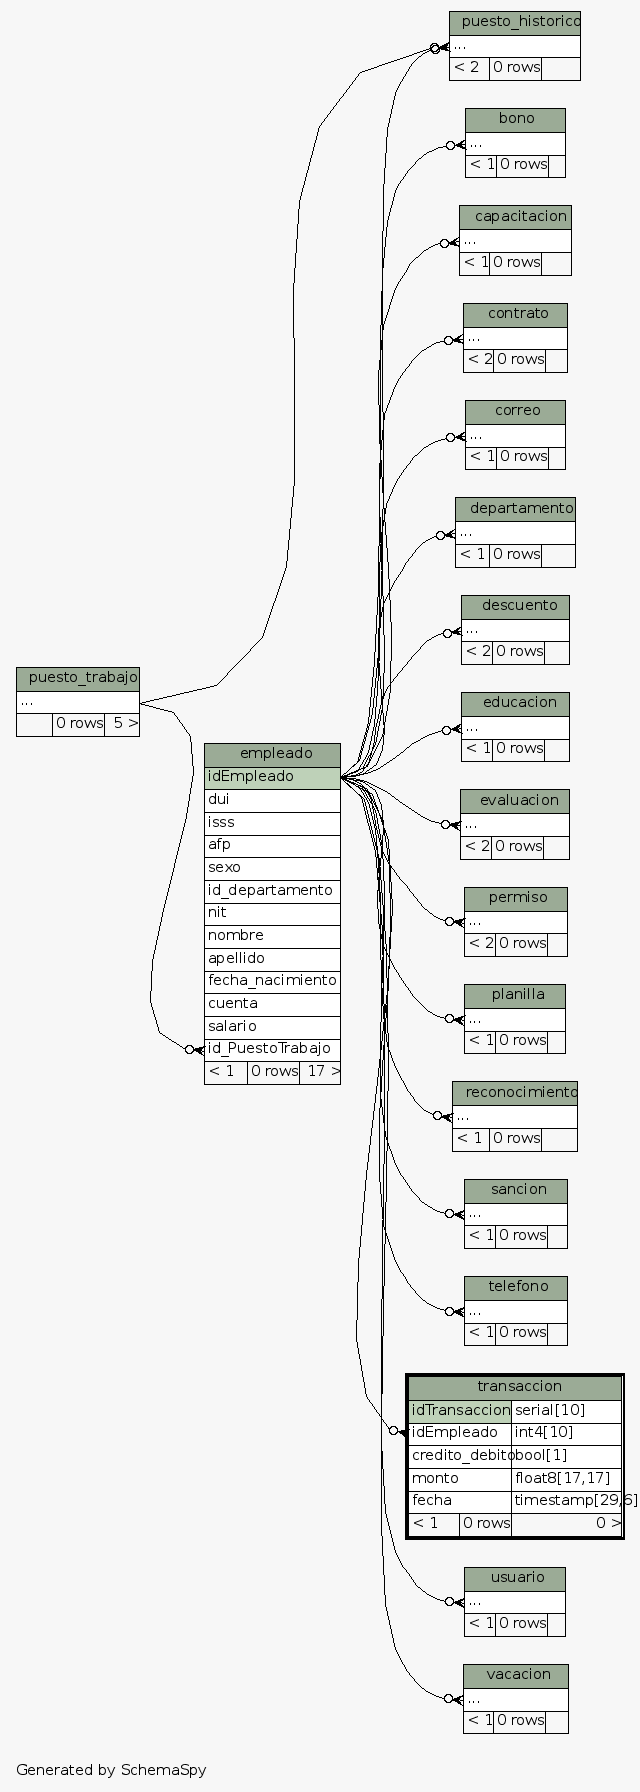 puesto_historico
...
< 2 0 rows
bono
...
< 1 0 rows
capacitacion
...
< 1 0 rows
contrato
...
< 2 0 rows
correo
...
< 1 0 rows
departamento
...
< 1 0 rows
descuento
...
< 2 0 rows
puesto_trabajo
...
0 rows 5 >
educacion
...
< 1 0 rows
empleado
idEmpleado
dui
isss
afp
sexo
id_departamento
nit
nombre
apellido
fecha_nacimiento
cuenta
salario
id_PuestoTrabajo
< 1 0 rows 17 >
evaluacion
...
< 2 0 rows
permiso
...
< 2 0 rows
planilla
...
< 1 0 rows
reconocimiento
...
< 1 0 rows
sancion
...
< 1 0 rows
telefono
...
< 1 0 rows
transaccion
idTransaccion serial[10]
idEmpleado int4[10]
credito_debito bool[1]
monto float8[17,17]
fecha timestamp[29,6]
< 1 0 rows 0 >
usuario
...
< 1 0 rows
vacacion
...
< 1 0 rows
Generated by SchemaSpy